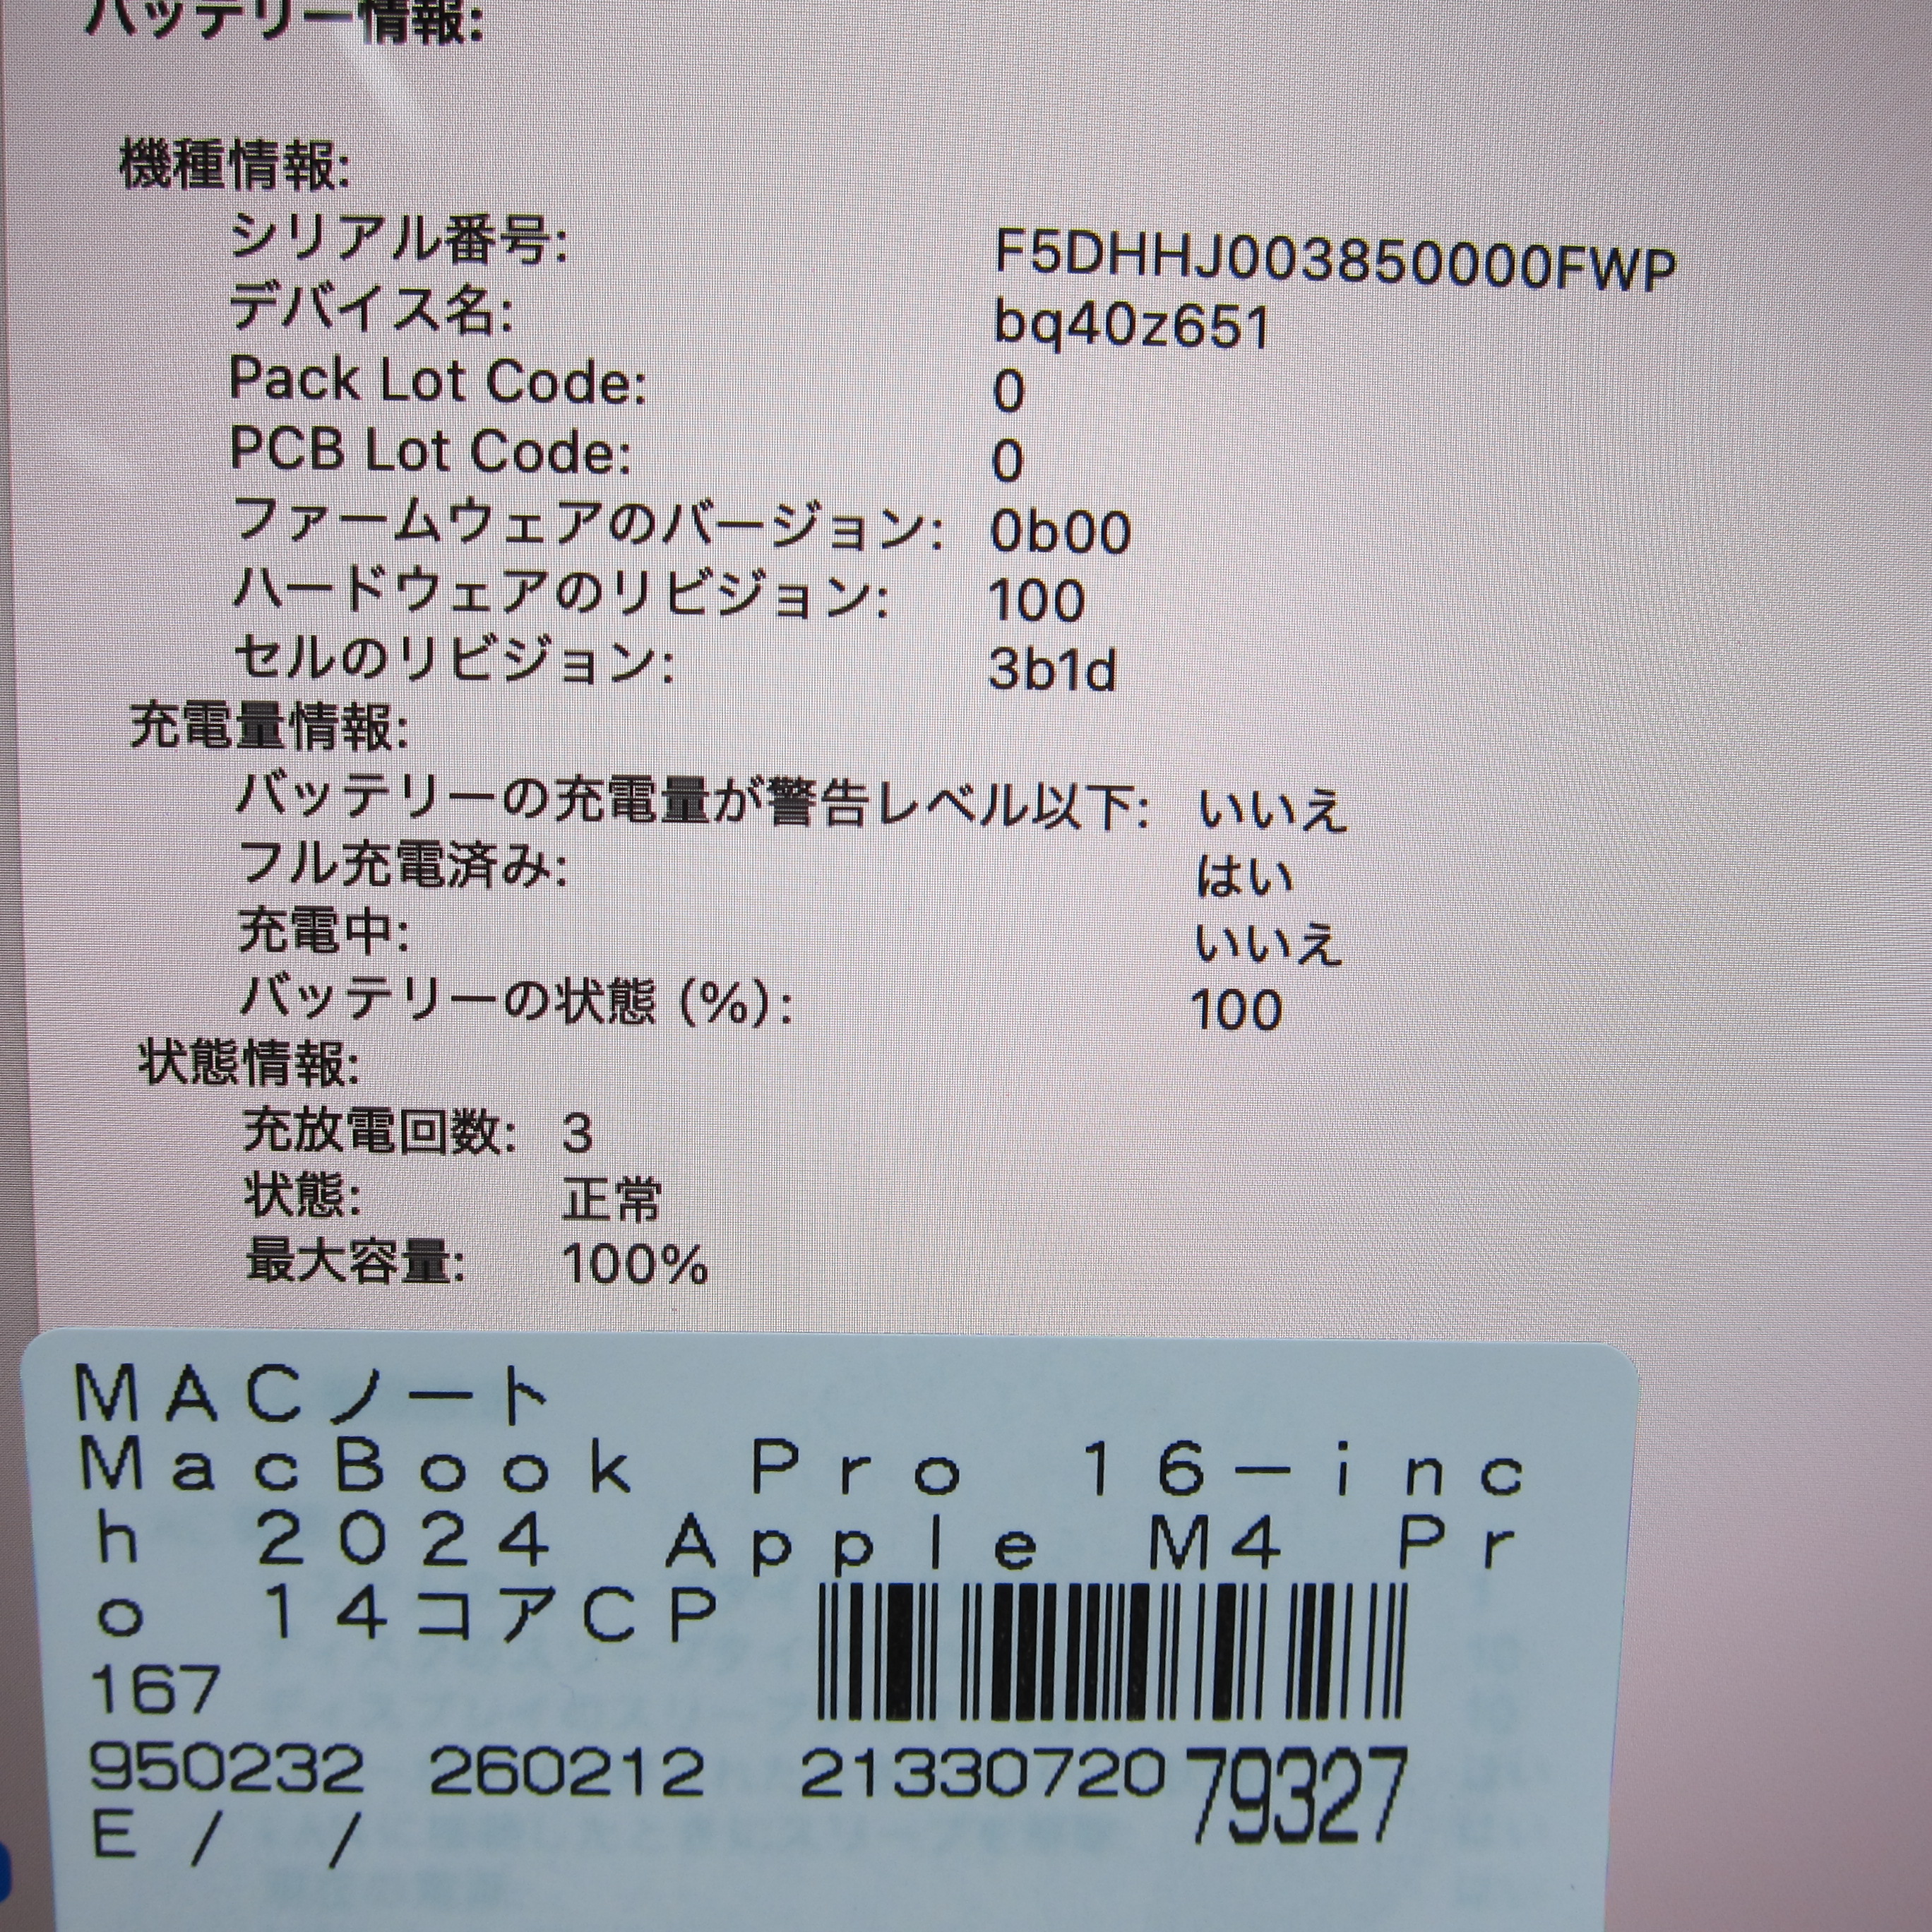 バッテリー情報:
機種情報:
シリアル番号: F5DHHJ003850000FWP
デバイス名: bq40z651
Pack Lot Code: 0
PCB Lot Code: 0
ファームウェアのバージョン: 0b00
ハードウェアのリビジョン: 100
セルのリビジョン: 3b1d
充電量情報:
バッテリーの充電量が警告レベル以下: いいえ
フル充電済み: はい
充電中: いいえ
バッテリーの状態 (%): 100
状態情報:
充放電回数: 3
状態: 正常
最大容量: 100%
MACノート
MacBook Pro 16-inc
h 2024 Apple M4 Pr
o 14コアCP
167
950232 260212 2133072079327
E / /